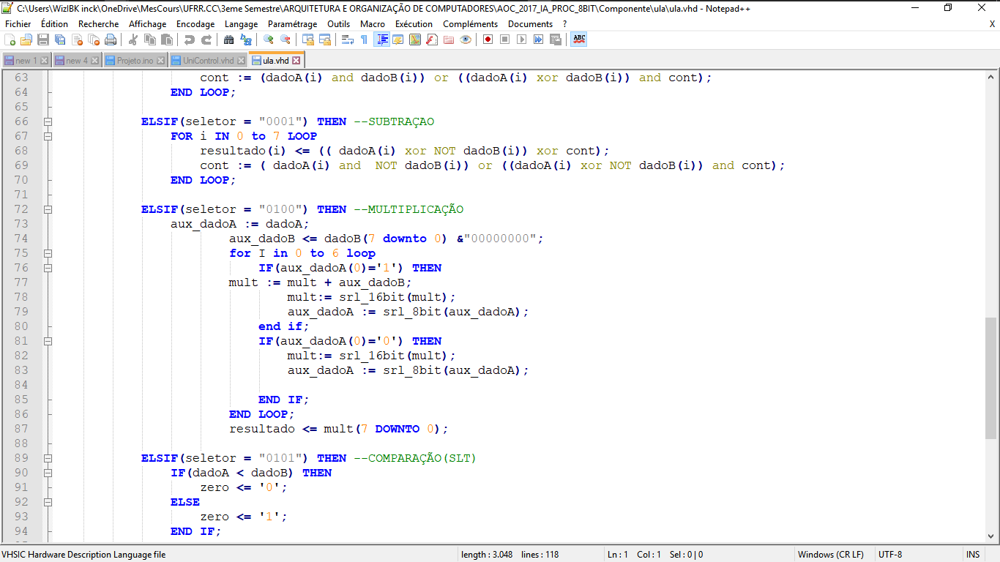 C:\Users\WizIBK inck\OneDrive\MesCours\UFRR.CC\3eme Semestre\ARQUITETURA E ORGANIZAÇÃO DE COMPUTADORES\AOC_2017_IA_PROC_8BIT\Componente\ula\ula.vhd - Notepad++
Fichier Édition Recherche Affichage Encodage Langage Paramétrage Outils Macro Exécution Compléments Documents ? X
ABC
new 1 new 4 Projeto.ino UniControl.vhd ula.vhd
63 cont := (dadoA(i) and dadoB(i)) or ((dadoA(i) xor dadoB(i)) and cont);
64 END LOOP;
65
66 ELSIF(seletor = "0001") THEN --SUBTRAÇAO
67 FOR i IN 0 to 7 LOOP
68 resultado(i) <= (( dadoA(i) xor NOT dadoB(i)) xor cont);
69 cont := ( dadoA(i) and  NOT dadoB(i)) or ((dadoA(i) xor NOT dadoB(i)) and cont);
70 END LOOP;
71
72 ELSIF(seletor = "0100") THEN --MULTIPLICAÇÃO
73 aux_dadoA := dadoA;
74 aux_dadoB <= dadoB(7 downto 0) &"00000000";
75 for I in 0 to 6 loop
76 IF(aux_dadoA(0)='1') THEN
77 mult := mult + aux_dadoB;
78 mult:= srl_16bit(mult);
79 aux_dadoA := srl_8bit(aux_dadoA);
80 end if;
81 IF(aux_dadoA(0)='0') THEN
82 mult:= srl_16bit(mult);
83 aux_dadoA := srl_8bit(aux_dadoA);
84
85 END IF;
86 END LOOP;
87 resultado <= mult(7 DOWNTO 0);
88
89 ELSIF(seletor = "0101") THEN --COMPARAÇÃO(SLT)
90 IF(dadoA < dadoB) THEN
91 zero <= '0';
92 ELSE
93 zero <= '1';
94 END IF;
VHSIC Hardware Description Language file length : 3.048 lines : 118 Ln : 1 Col : 1 Sel : 0 | 0 Windows (CR LF) UTF-8 INS